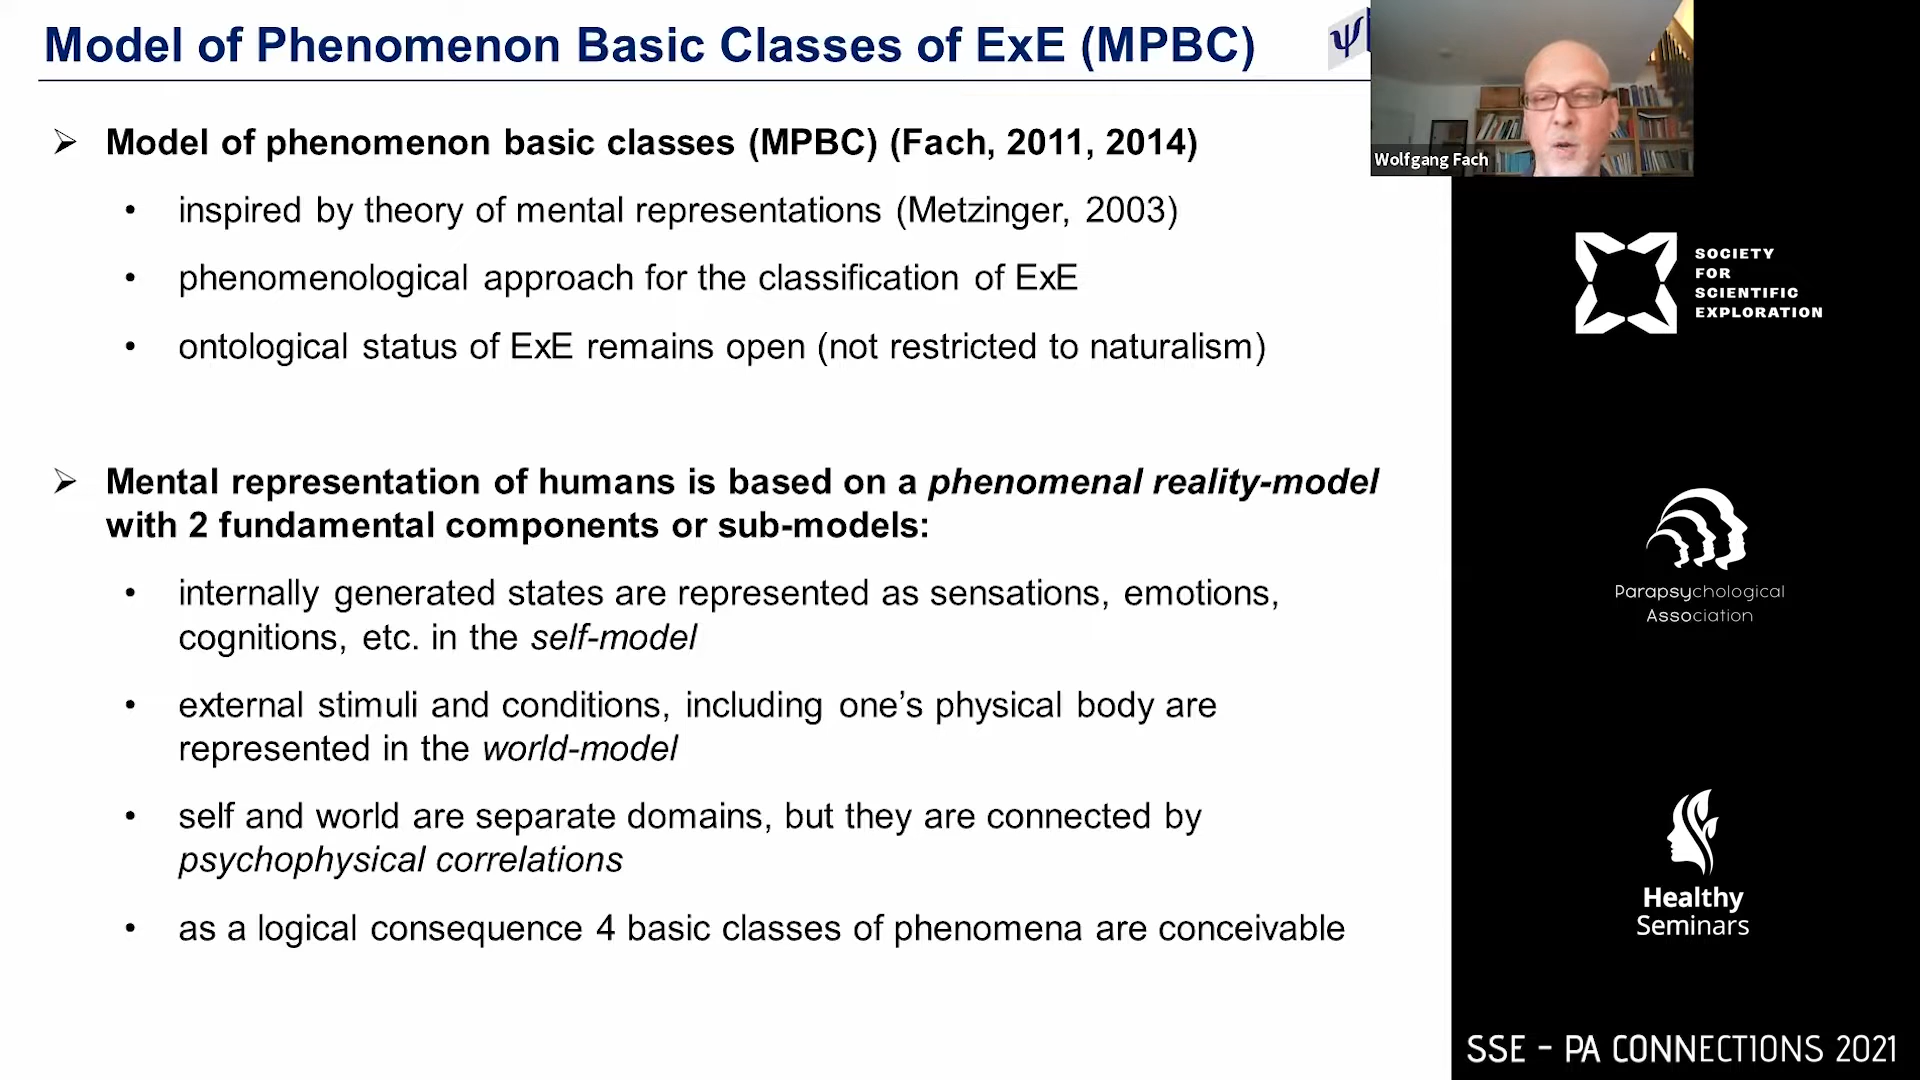 Model of Phenomenon Basic Classes of ExE (MPBC)
Wolfgang Fach
➢ Model of phenomenon basic classes (MPBC) (Fach, 2011, 2014)
• inspired by theory of mental representations (Metzinger, 2003)
• phenomenological approach for the classification of ExE
• ontological status of ExE remains open (not restricted to naturalism)
➢ Mental representation of humans is based on a phenomenal reality-model
with 2 fundamental components or sub-models:
• internally generated states are represented as sensations, emotions,
cognitions, etc. in the self-model
• external stimuli and conditions, including one’s physical body are
represented in the world-model
• self and world are separate domains, but they are connected by
psychophysical correlations
• as a logical consequence 4 basic classes of phenomena are conceivable
SOCIETY
FOR
SCIENTIFIC
EXPLORATION
Parapsychological
Association
Healthy
Seminars
SSE - PA CONNECTIONS 2021